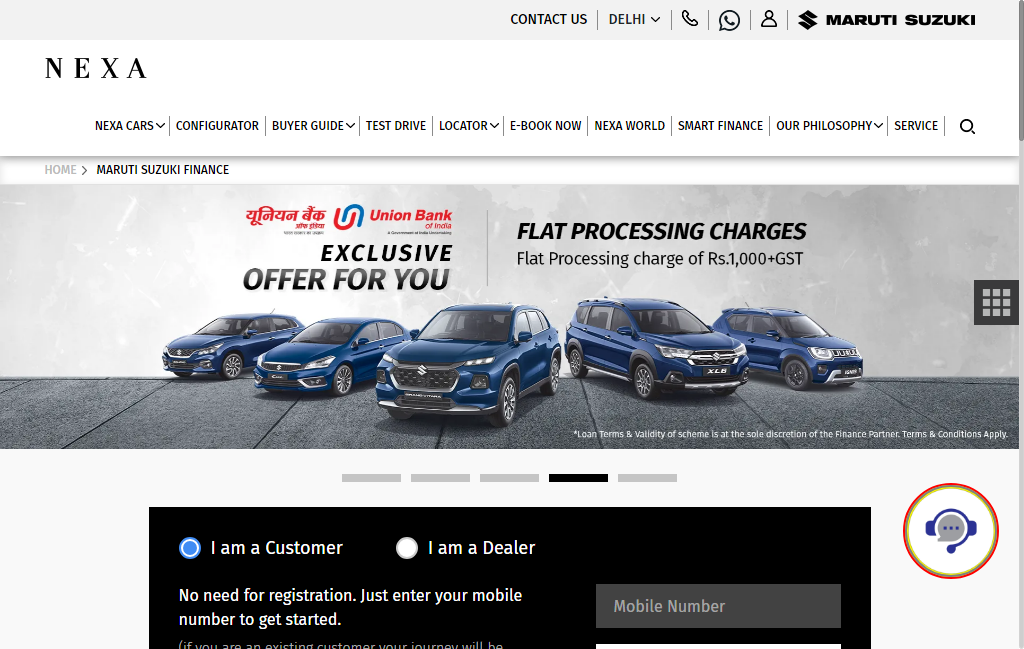 CONTACT US
DELHI
MARUTI SUZUKI
NEXA
NEXA CARS
CONFIGURATOR
BUYER GUIDE
TEST DRIVE
LOCATOR
E-BOOK NOW
NEXA WORLD
SMART FINANCE
OUR PHILOSOPHY
SERVICE
HOME
MARUTI SUZUKI FINANCE
यूनियन बैंक
ऑफ इंडिया
Union Bank
of India
A Government of India Undertaking
EXCLUSIVE
OFFER FOR YOU
FLAT PROCESSING CHARGES
Flat Processing charge of Rs.1,000+GST
GRAND VITARA
XL6
IGNIS
*Loan Terms & Validity of scheme is at the sole discretion of the Finance Partner. Terms & Conditions Apply.
I am a Customer
I am a Dealer
No need for registration. Just enter your mobile
number to get started.
Mobile Number
(if you are an existing customer your journey will be